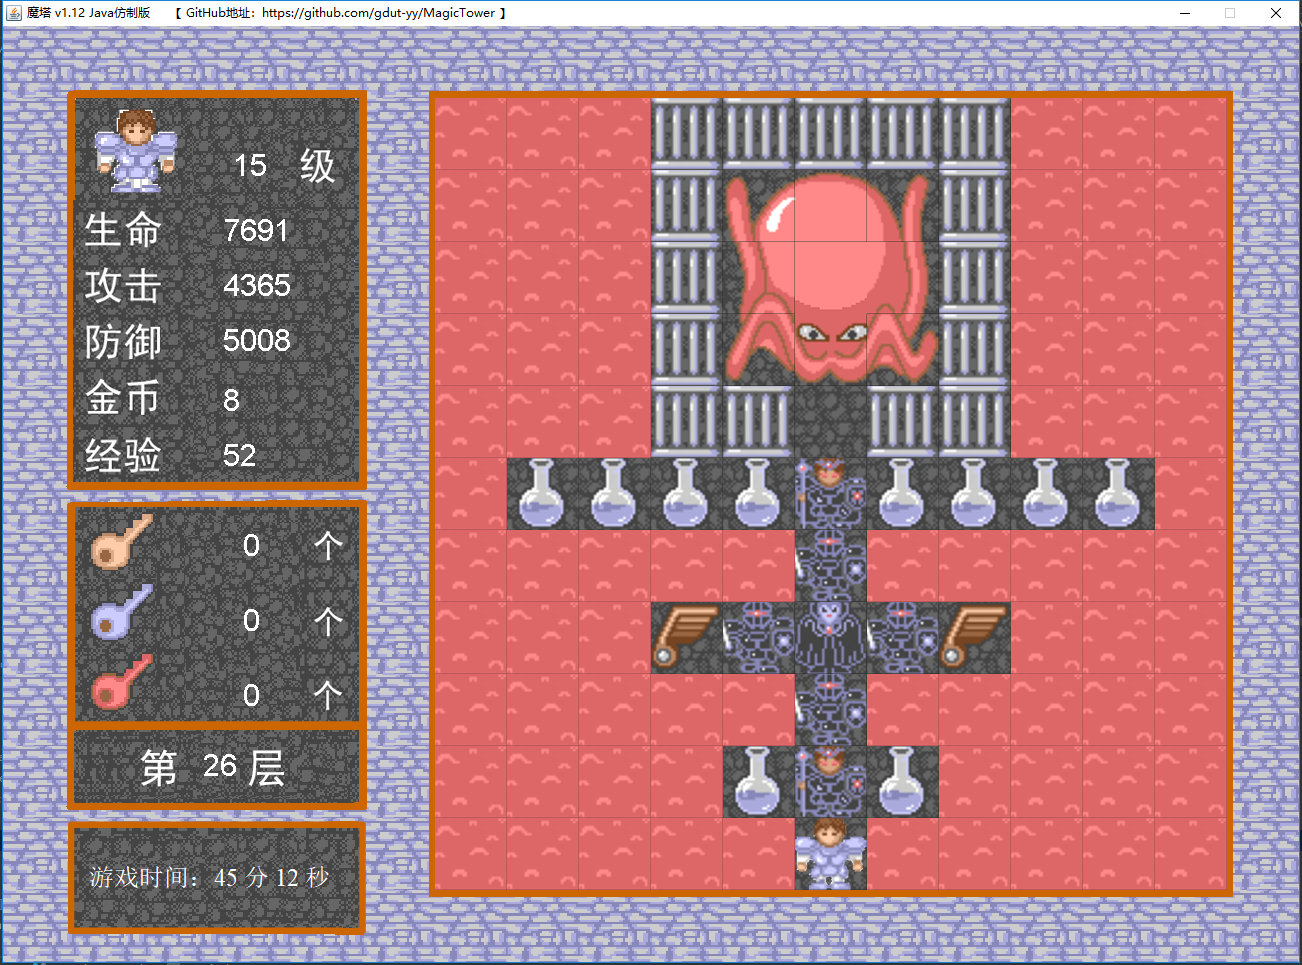 魔塔 v1.12 Java仿制版 【 GitHub地址：https://github.com/gdut-yy/MagicTower 】
15 级
生命 7691
攻击 4365
防御 5008
金币 8
经验 52
0 个
0 个
0 个
第 26 层
游戏时间：45 分 12 秒